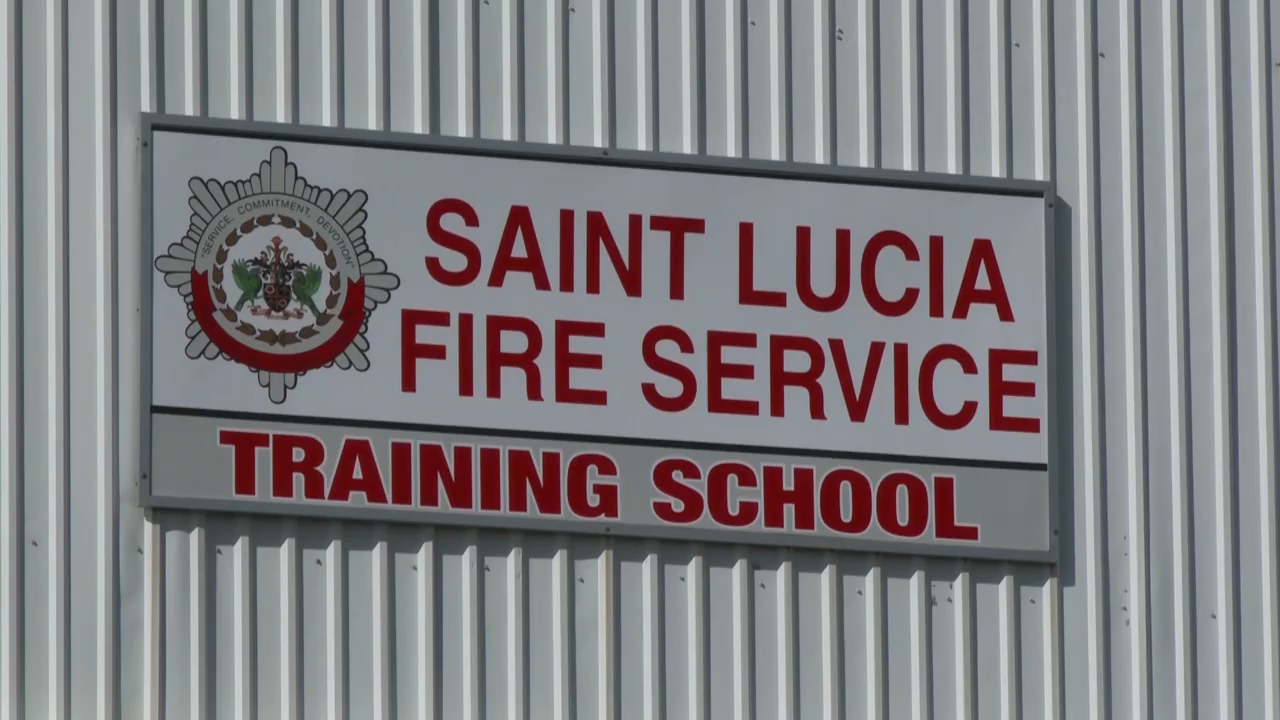 "SERVICE, COMMITMENT, DEVOTION"
SAINT LUCIA
FIRE SERVICE
TRAINING SCHOOL